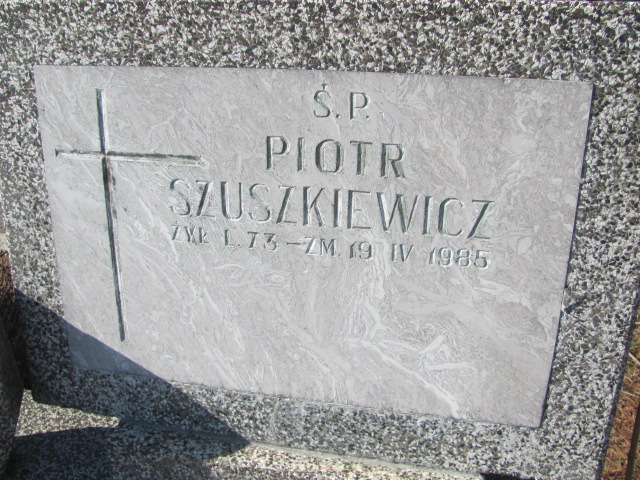 Ś.P.
PIOTR
SZUSZKIEWICZ
ŻYŁ L. 73 – ZM. 19 IV 1985